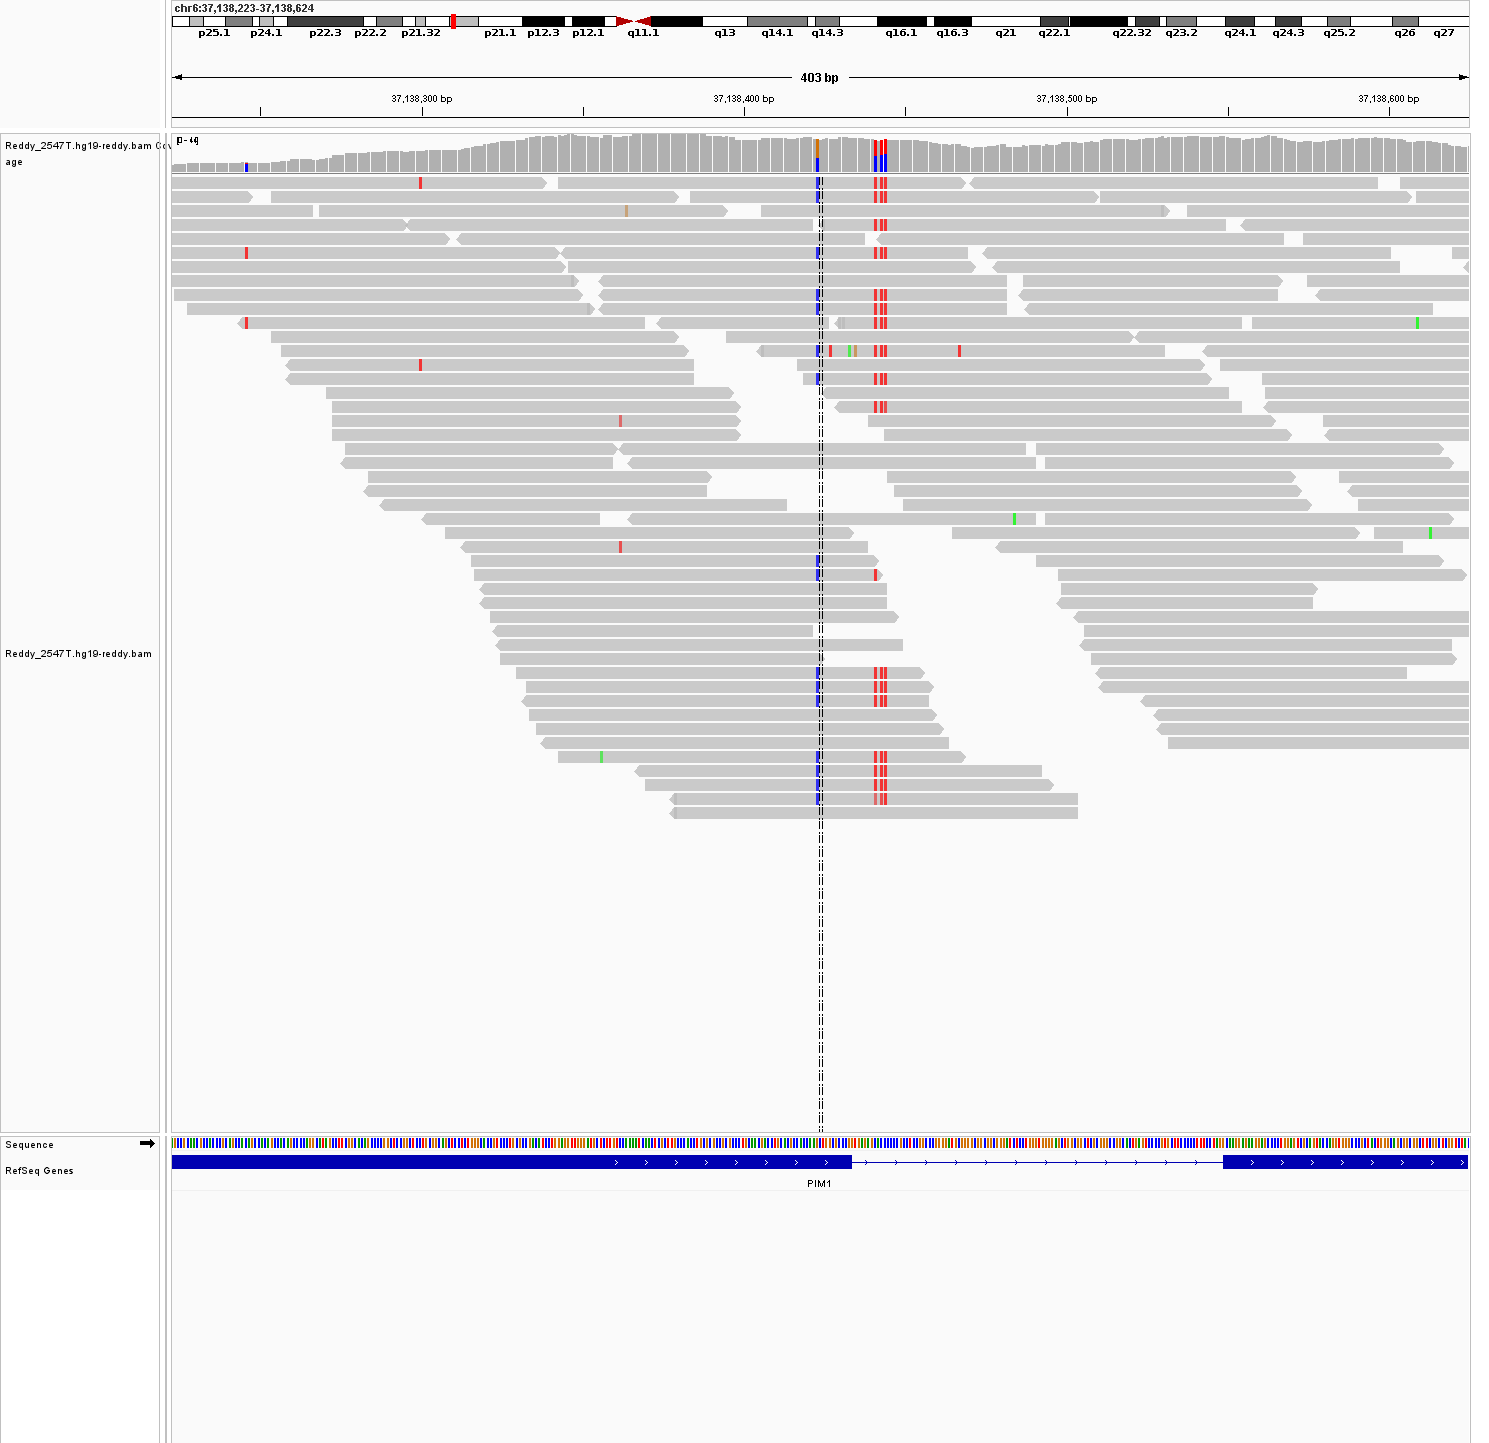 chr6:37,138,223-37,138,624
p25.1 p24.1 p22.3 p22.2 p21.32 p21.1 p12.3 p12.1 q11.1 q13 q14.1 q14.3 q16.1 q16.3 q21 q22.1 q22.32 q23.2 q24.1 q24.3 q25.2 q26 q27
403 bp
37,138,300 bp 37,138,400 bp 37,138,500 bp 37,138,600 bp
Reddy_2547T.hg19-reddy.bam Cov
age
Reddy_2547T.hg19-reddy.bam
Sequence
RefSeq Genes
PIM1